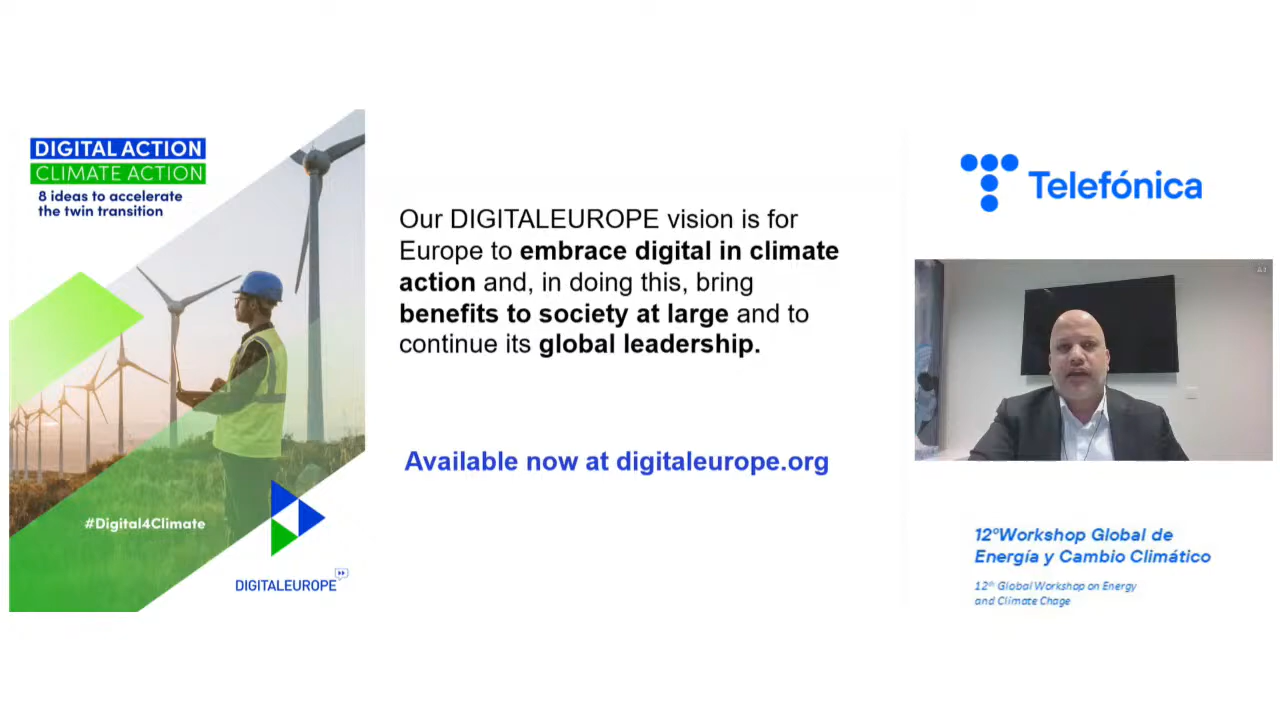 DIGITAL ACTION
CLIMATE ACTION
8 ideas to accelerate
the twin transition
#Digital4Climate
DIGITALEUROPE
Our DIGITALEUROPE vision is for
Europe to embrace digital in climate
action and, in doing this, bring
benefits to society at large and to
continue its global leadership.
Available now at digitaleurope.org
Telefónica
12ºWorkshop Global de
Energía y Cambio Climático
12th Global Workshop on Energy
and Climate Chage